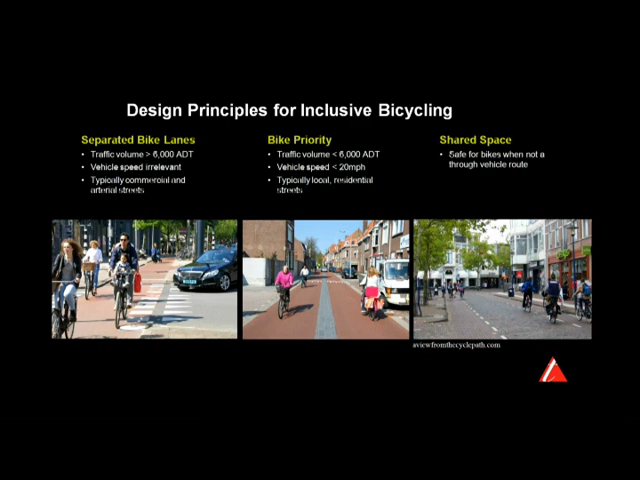 Design Principles for Inclusive Bicycling
Separated Bike Lanes
• Traffic volume > 6,000 ADT
• Vehicle speed irrelevant
• Typically commercial and
arterial streets
Bike Priority
• Traffic volume < 6,000 ADT
• Vehicle speed < 20mph
• Typically local, residential
streets
Shared Space
• Safe for bikes when not a
through vehicle route
aviewfromthecyclepath.com